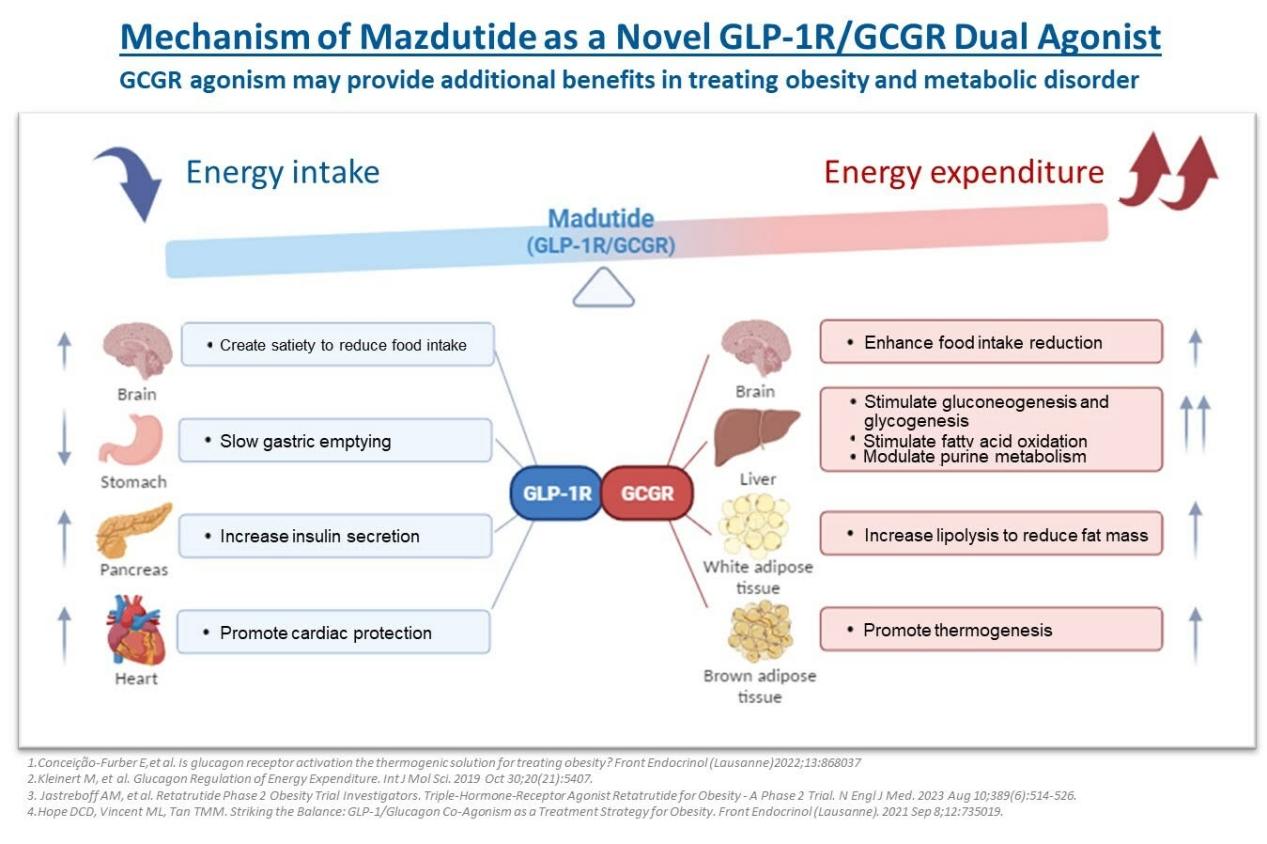 Mechanism of Mazdutide as a Novel GLP-1R/GCGR Dual Agonist
GCGR agonism may provide additional benefits in treating obesity and metabolic disorder
Energy intake
Energy expenditure
Madutide
(GLP-1R/GCGR)
Brain
• Create satiety to reduce food intake
Stomach
• Slow gastric emptying
Pancreas
• Increase insulin secretion
Heart
• Promote cardiac protection
GLP-1R
GCGR
Brain
• Enhance food intake reduction
Liver
• Stimulate gluconeogenesis and
glycogenesis
• Stimulate fatty acid oxidation
• Modulate purine metabolism
White adipose
tissue
• Increase lipolysis to reduce fat mass
Brown adipose
tissue
• Promote thermogenesis
1.Conceição-Furber E,et al. Is glucagon receptor activation the thermogenic solution for treating obesity? Front Endocrinol (Lausanne)2022;13:868037
2.Kleinert M, et al. Glucagon Regulation of Energy Expenditure. Int J Mol Sci. 2019 Oct 30;20(21):5407.
3. Jastreboff AM, et al. Retatrutide Phase 2 Obesity Trial Investigators. Triple-Hormone-Receptor Agonist Retatrutide for Obesity - A Phase 2 Trial. N Engl J Med. 2023 Aug 10;389(6):514-526.
4.Hope DCD, Vincent ML, Tan TMM. Striking the Balance: GLP-1/Glucagon Co-Agonism as a Treatment Strategy for Obesity. Front Endocrinol (Lausanne). 2021 Sep 8;12:735019.